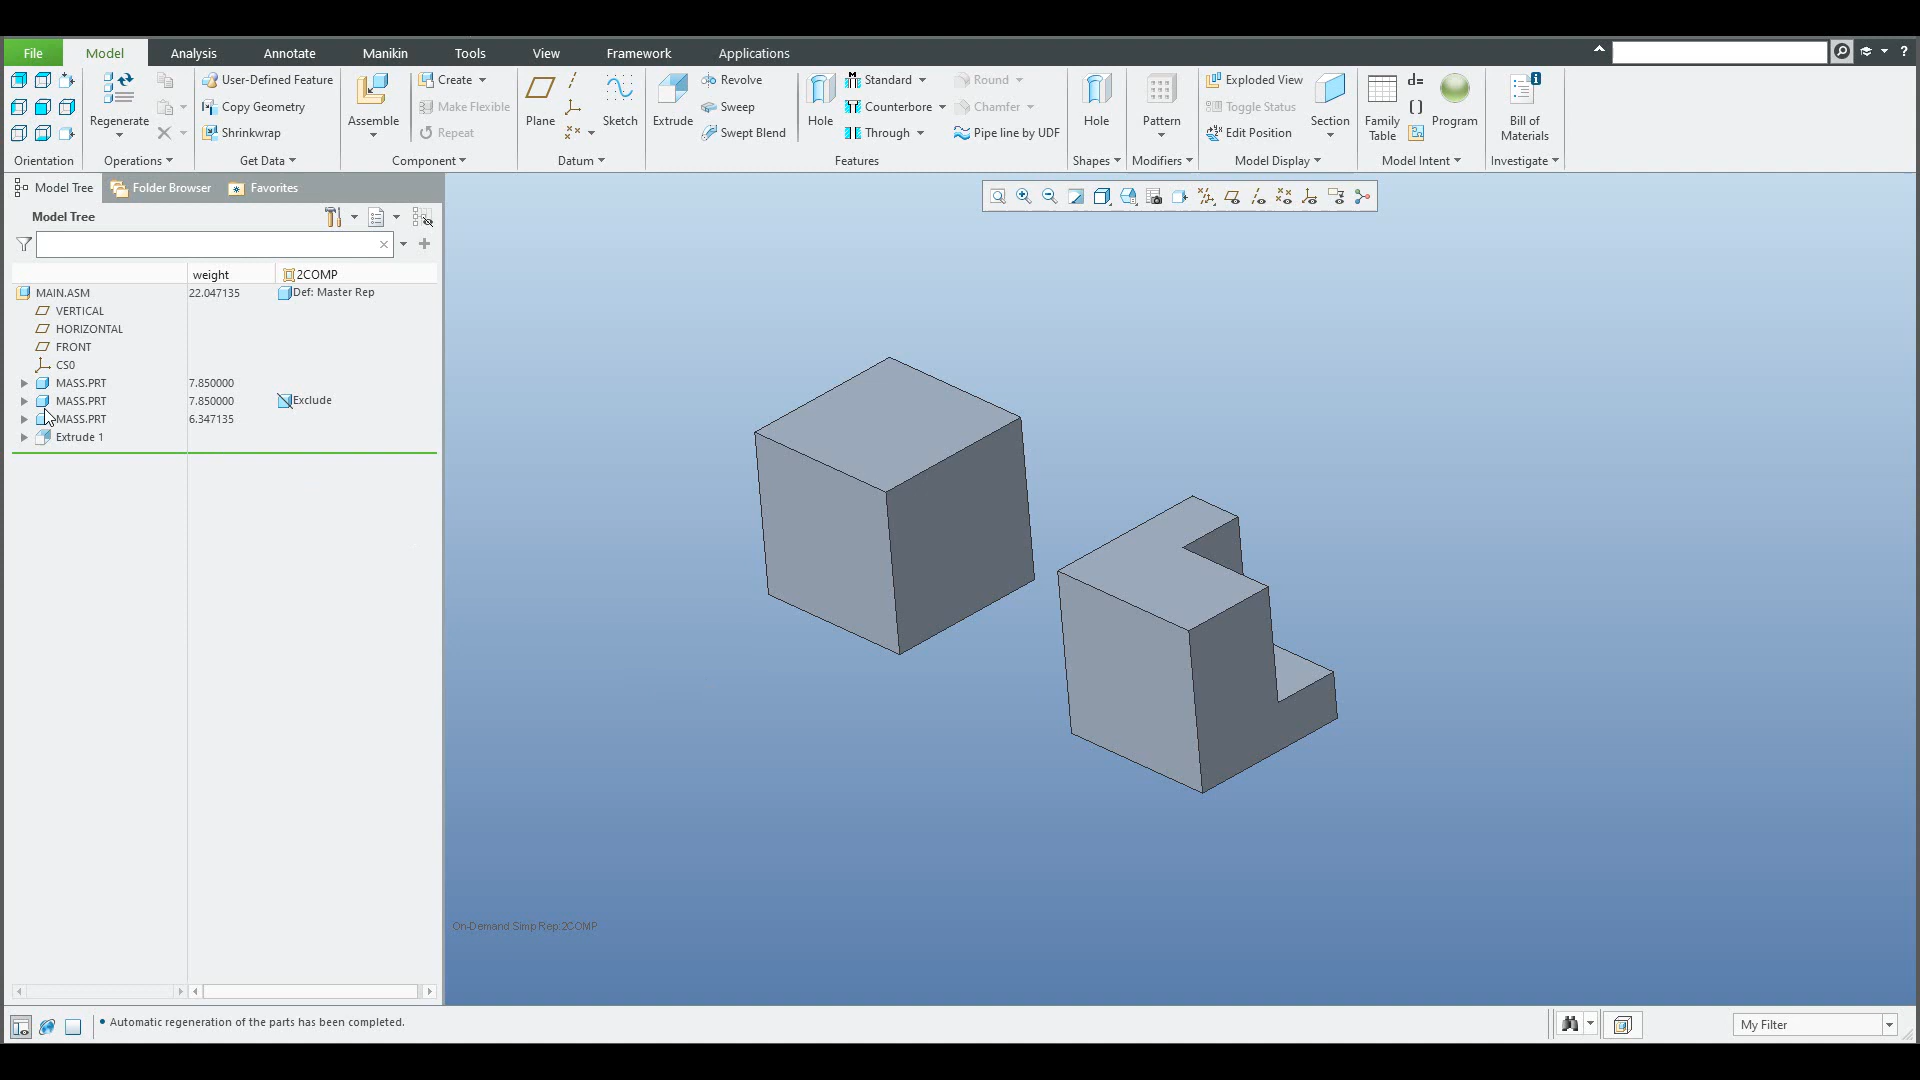 File Model Analysis Annotate Manikin Tools View Framework Applications ?
User-Defined Feature Create Revolve Standard Round Exploded View d=
Copy Geometry Make Flexible Sweep Counterbore Chamfer Toggle Status
Regenerate Assemble Plane Sketch Extrude Hole Hole Pattern Section Family Table Program Bill of Materials
Shrinkwrap Repeat Swept Blend Through Pipe line by UDF Edit Position
Orientation Operations Get Data Component Datum Features Shapes Modifiers Model Display Model Intent Investigate
Model Tree Folder Browser Favorites
Model Tree
weight 2COMP
MAIN.ASM 22.047135 Def: Master Rep
VERTICAL
HORIZONTAL
FRONT
CS0
MASS.PRT 7.850000
MASS.PRT 7.850000 Exclude
MASS.PRT 6.347135
Extrude 1
On-Demand Simp Rep:2COMP
Automatic regeneration of the parts has been completed.
My Filter